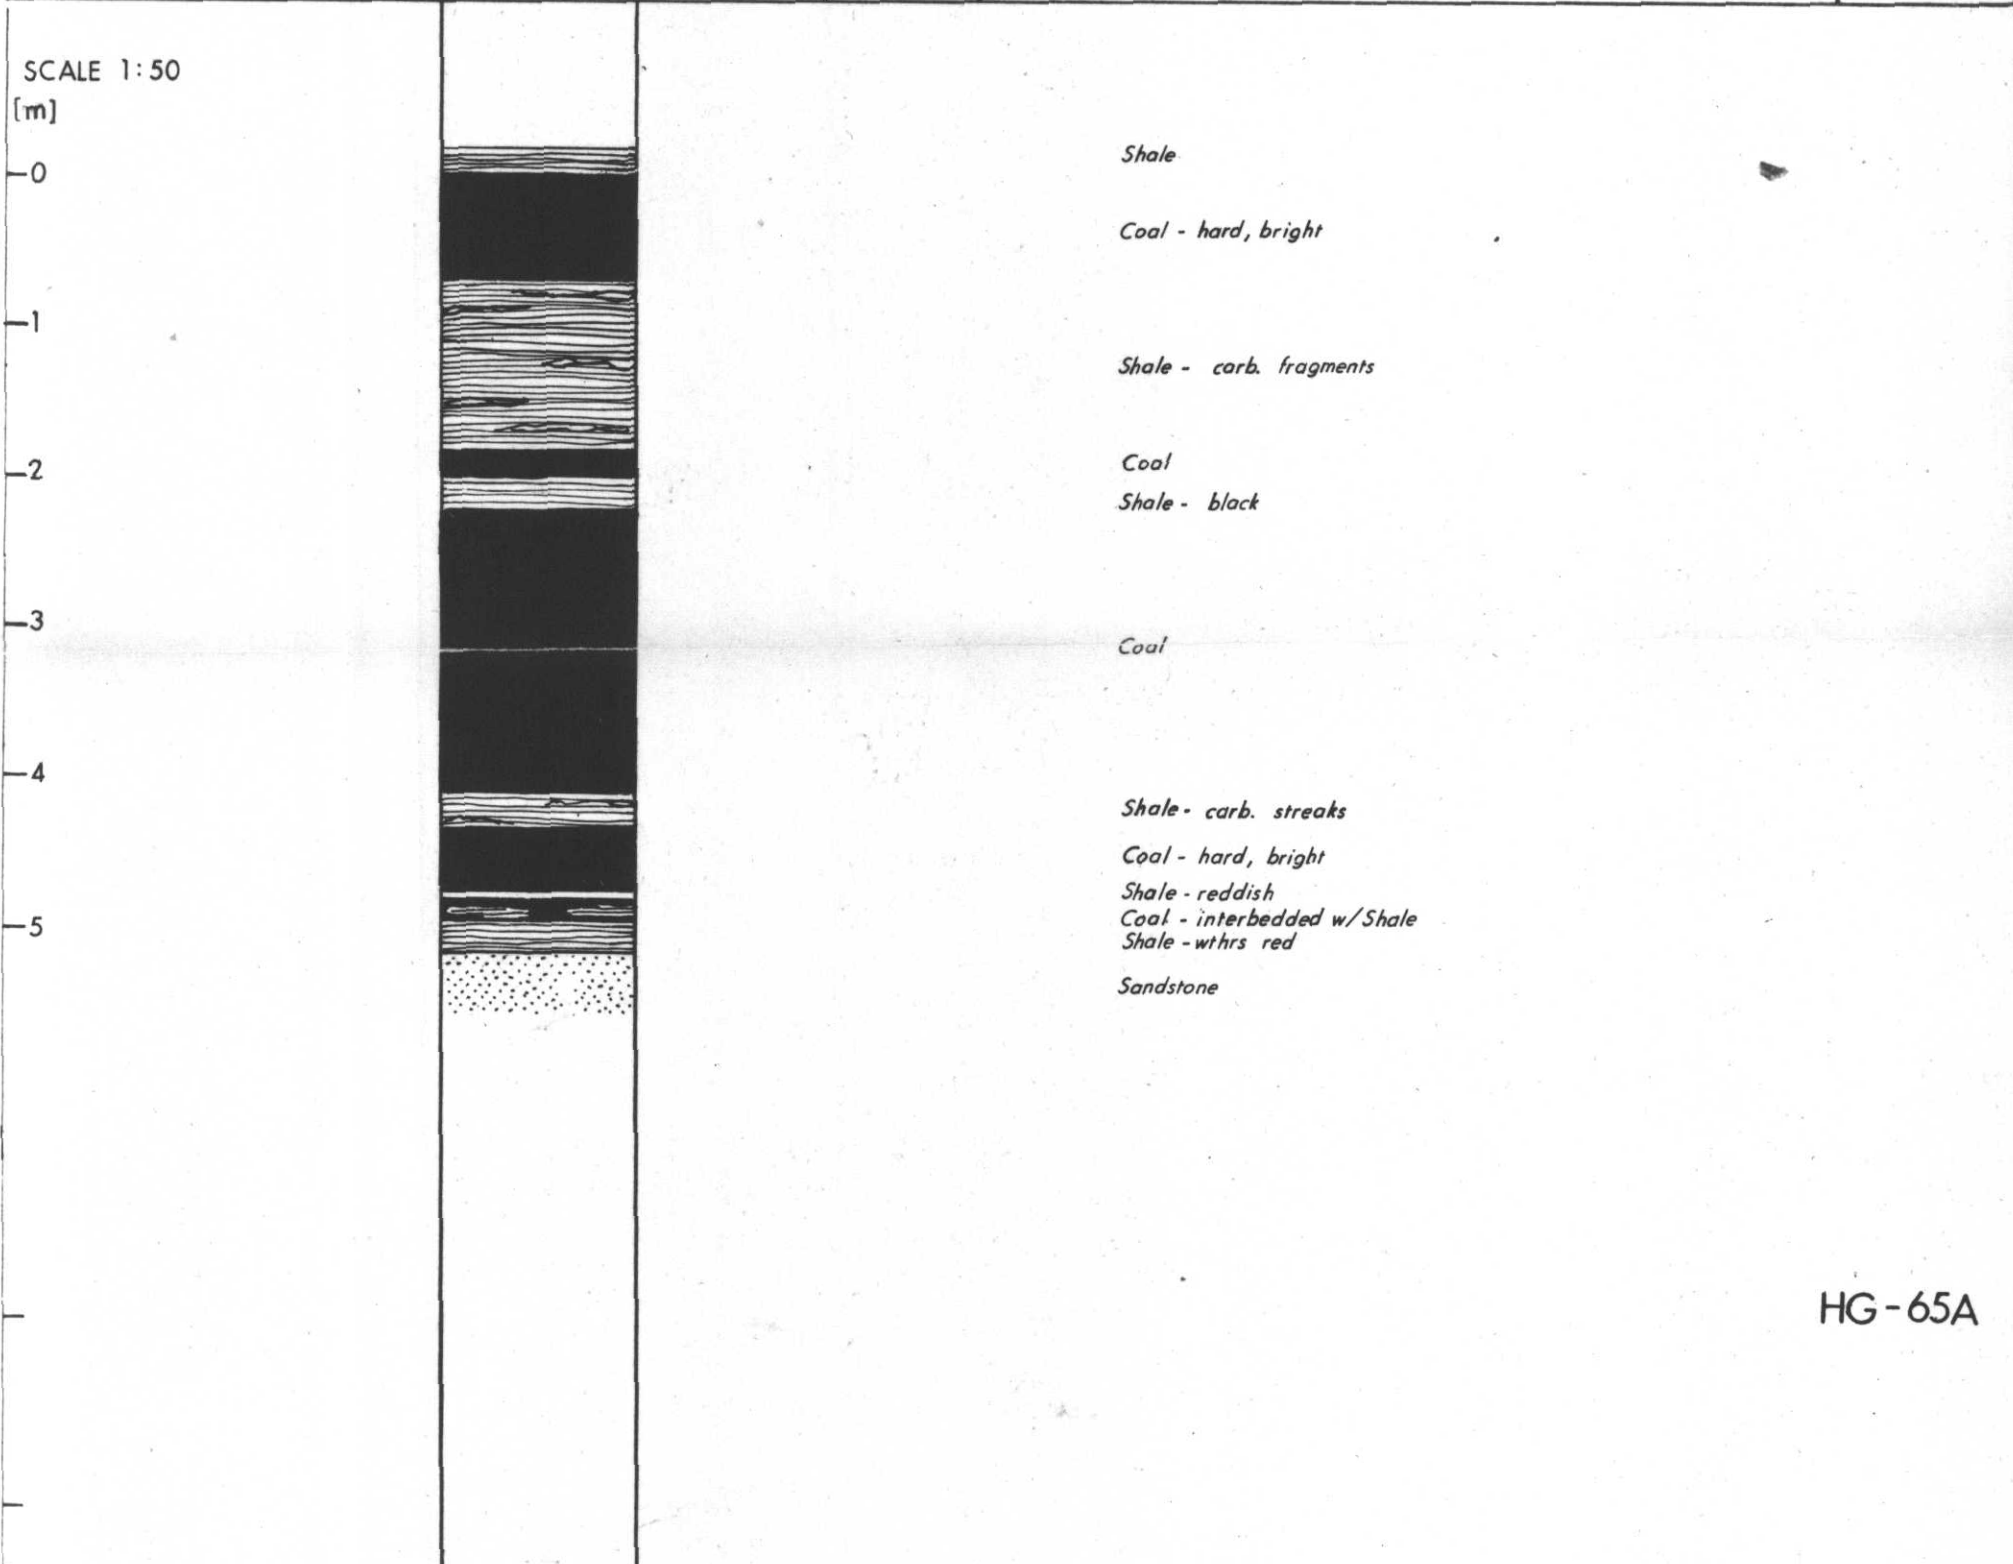 SCALE 1:50
[m]
Shale
0
Coal - hard, bright
1
Shale - carb. fragments
Coal
2
Shale - black
3
Coal
4
Shale - carb. streaks
Coal - hard, bright
Shale - reddish
Coal - interbedded w/Shale
5
Shale - wthrs red
Sandstone
HG-65A